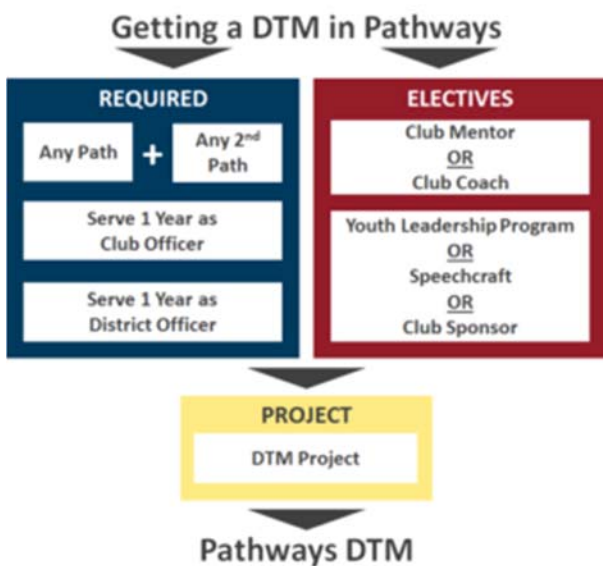 Getting a DTM in Pathways
REQUIRED
Any Path
+
Any 2nd
Path
Serve 1 Year as
Club Officer
Serve 1 Year as
District Officer
ELECTIVES
Club Mentor
OR
Club Coach
Youth Leadership Program
OR
Speechcraft
OR
Club Sponsor
PROJECT
DTM Project
Pathways DTM